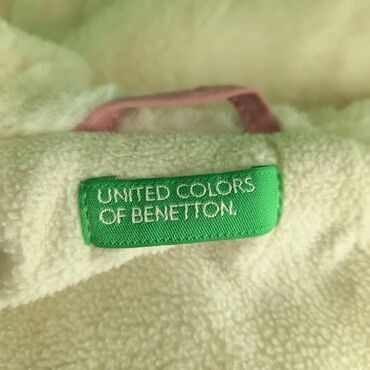 UNITED COLORS
OF BENETTON.